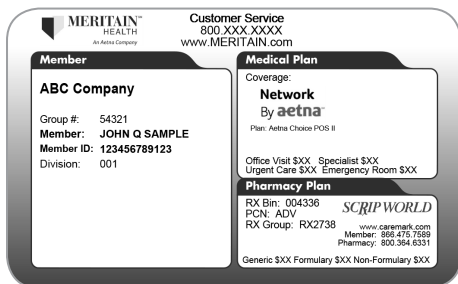 MERITAIN™
HEALTH
An Aetna Company
Customer Service
800.XXX.XXXX
www.MERITAIN.com
Member
ABC Company
Group #: 54321
Member: JOHN Q SAMPLE
Member ID: 123456789123
Division: 001
Medical Plan
Coverage:
Network
By aetna™
Plan: Aetna Choice POS II
Office Visit $XX Specialist $XX
Urgent Care $XX Emergency Room $XX
Pharmacy Plan
RX Bin: 004336
PCN: ADV
RX Group: RX2738
SCRIP WORLD
www.caremark.com
Member: 866.475.7589
Pharmacy: 800.364.6331
Generic $XX Formulary $XX Non-Formulary $XX